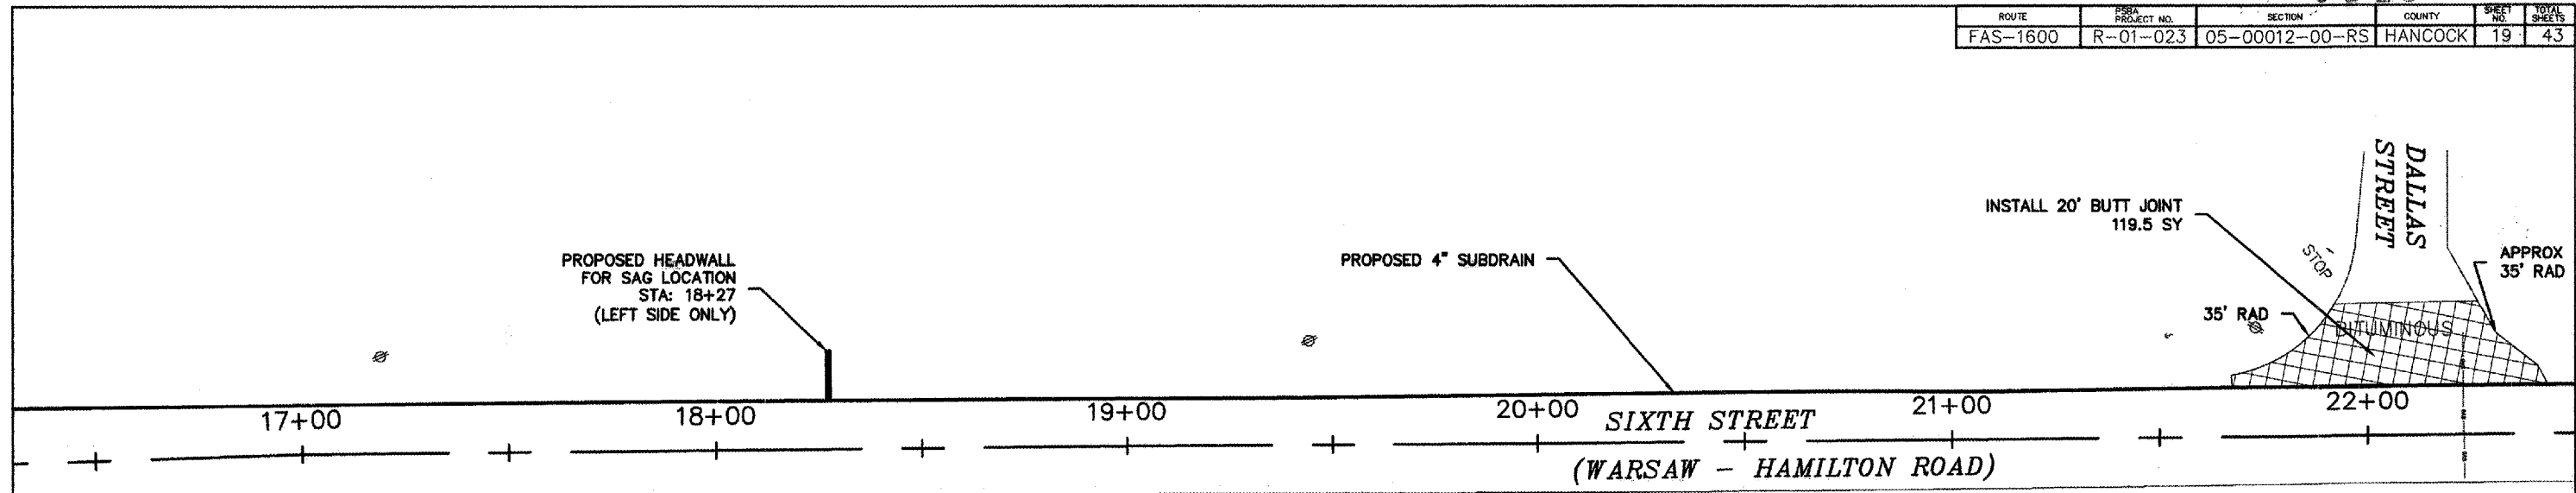 ROUTE PSBA PROJECT NO. SECTION COUNTY SHEET NO. TOTAL SHEETS
FAS-1600 R-01-023 05-00012-00-RS HANCOCK 19 43
DALLAS
STREET
INSTALL 20' BUTT JOINT
119.5 SY
STOP
APPROX
35' RAD
PROPOSED HEADWALL
FOR SAG LOCATION
STA: 18+27
(LEFT SIDE ONLY)
PROPOSED 4" SUBDRAIN
35' RAD
BITUMINOUS
17+00 18+00 19+00 20+00 21+00 22+00
SIXTH STREET
(WARSAW - HAMILTON ROAD)